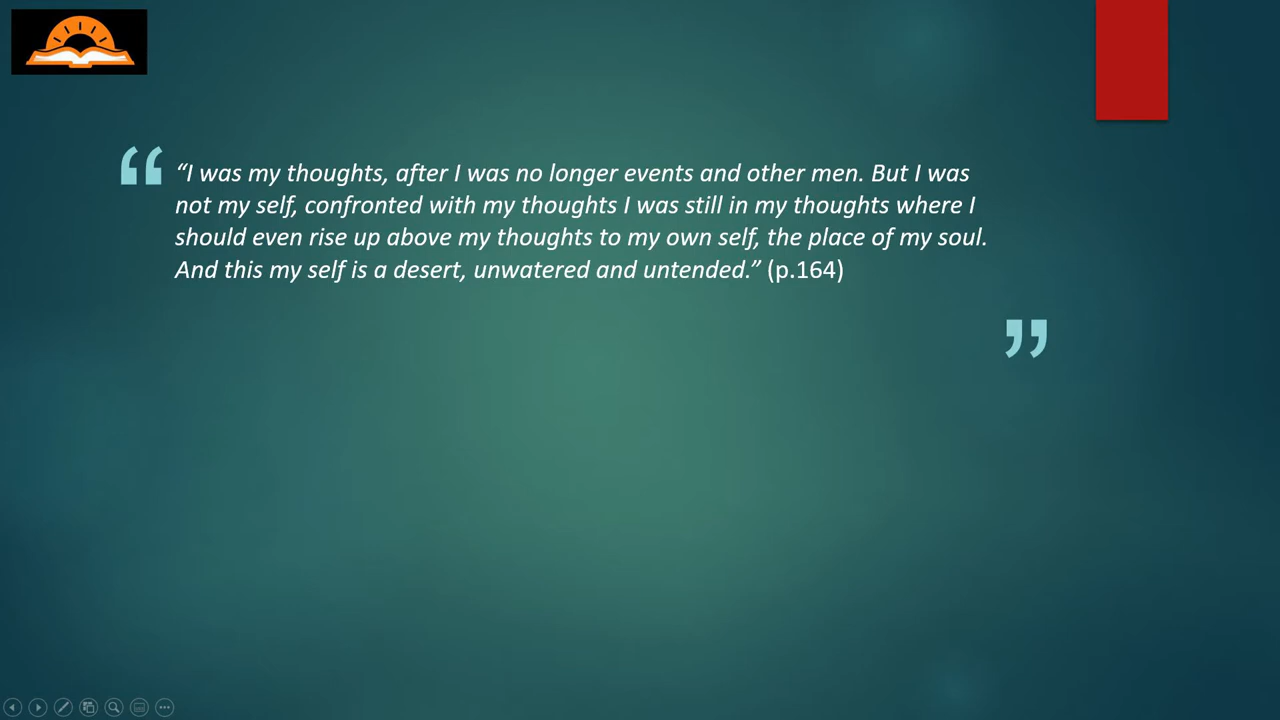 “I was my thoughts, after I was no longer events and other men. But I was
not my self, confronted with my thoughts I was still in my thoughts where I
should even rise up above my thoughts to my own self, the place of my soul.
And this my self is a desert, unwatered and untended.” (p.164)